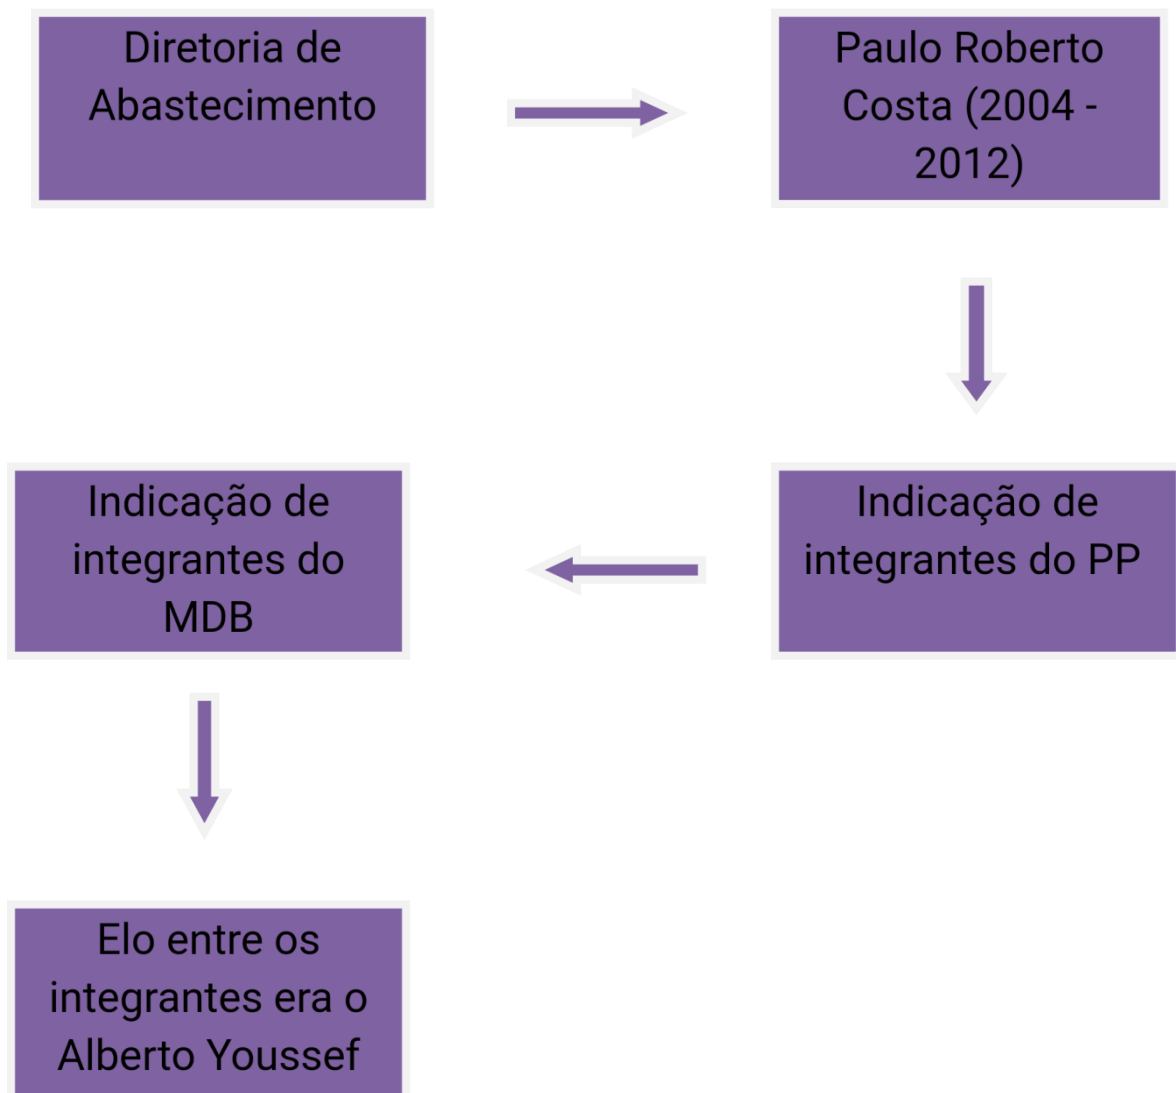 Diretoria de
Abastecimento
Paulo Roberto
Costa (2004 -
2012)
Indicação de
integrantes do
MDB
Indicação de
integrantes do PP
Elo entre os
integrantes era o
Alberto Youssef